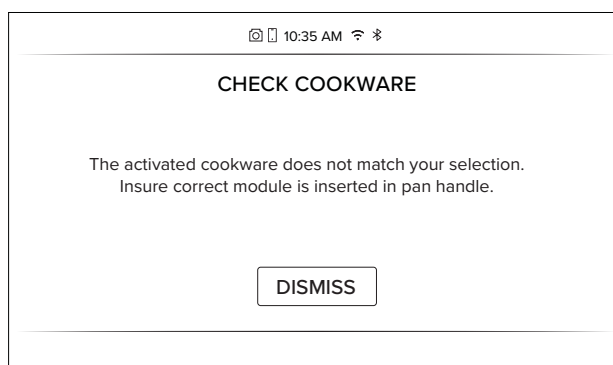 10:35 AM
CHECK COOKWARE
The activated cookware does not match your selection.
Insure correct module is inserted in pan handle.
DISMISS